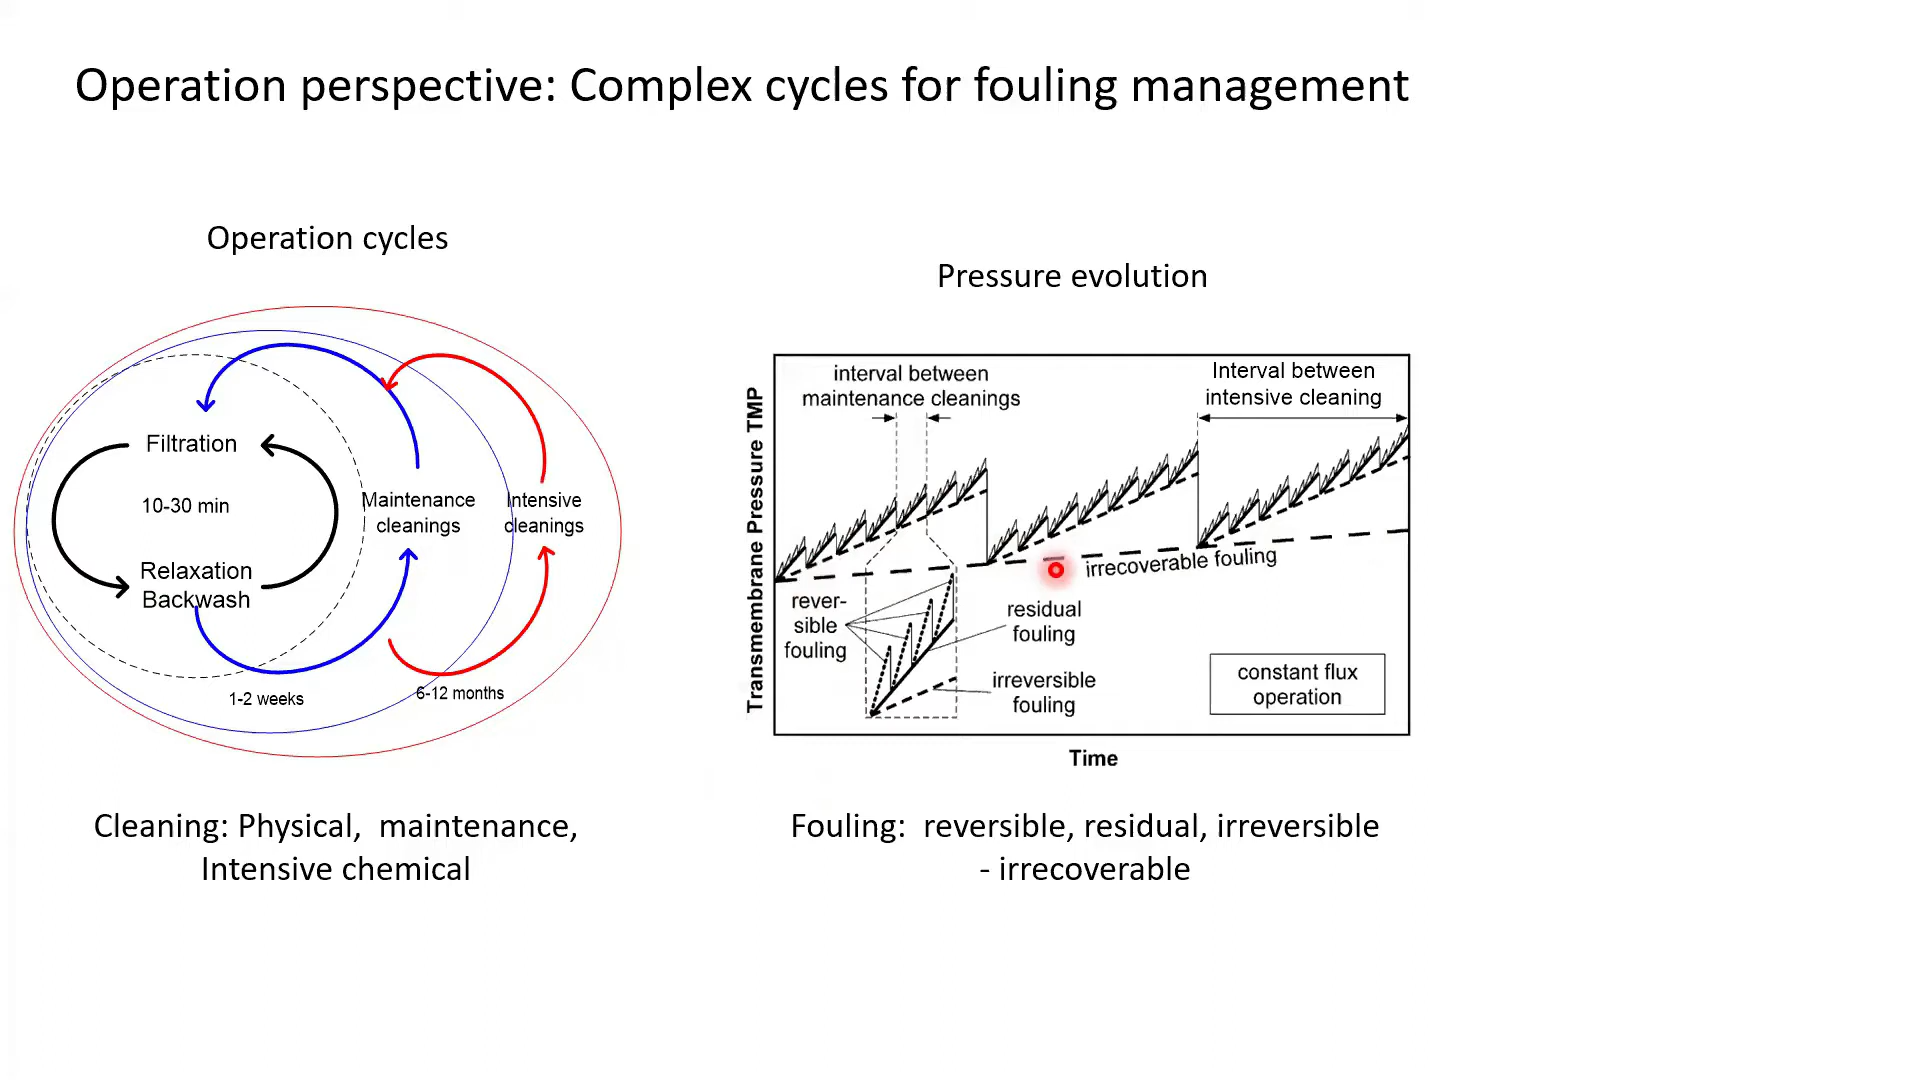 Operation perspective: Complex cycles for fouling management
Operation cycles
Filtration
10-30 min
Relaxation
Backwash
Maintenance
cleanings
Intensive
cleanings
1-2 weeks
6-12 months
Cleaning: Physical, maintenance,
Intensive chemical
Pressure evolution
Transmembrane Pressure TMP
interval between
maintenance cleanings
Interval between
intensive cleaning
irrecoverable fouling
rever-
sible
fouling
residual
fouling
irreversible
fouling
constant flux
operation
Time
Fouling: reversible, residual, irreversible
- irrecoverable